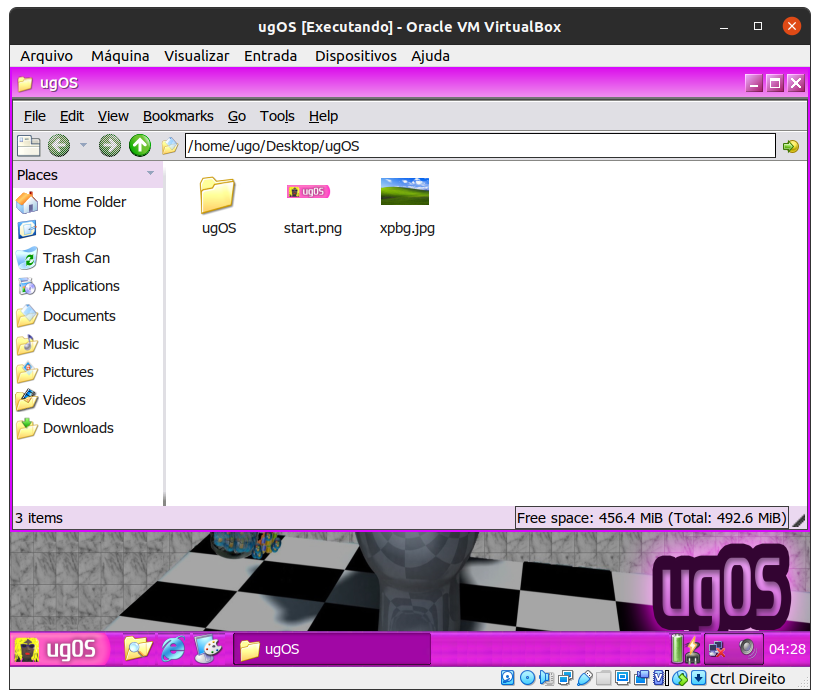 ugOS [Executando] - Oracle VM VirtualBox
Arquivo Máquina Visualizar Entrada Dispositivos Ajuda
ugOS
File Edit View Bookmarks Go Tools Help
/home/ugo/Desktop/ugOS
Places
Home Folder
Desktop
Trash Can
Applications
Documents
Music
Pictures
Videos
Downloads
ugOS
ugOS start.png xpbg.jpg
3 items
Free space: 456.4 MiB (Total: 492.6 MiB)
ugOS
ugOS
ugOS
04:28
Ctrl Direito